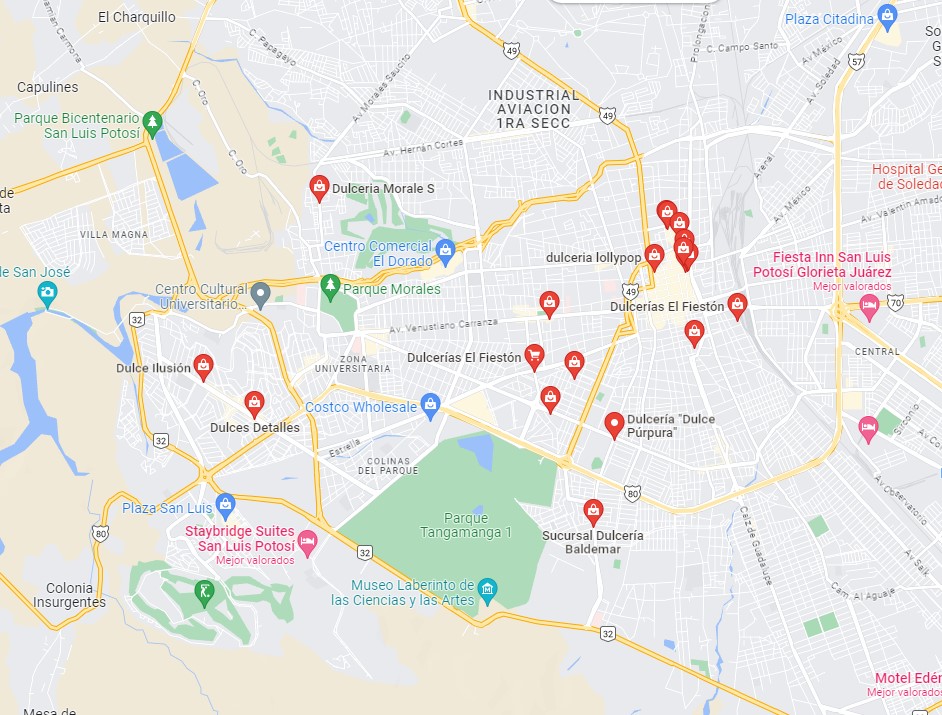 El Charquillo
Plaza Citadina
C. Papagayo
49
C. Campo Santo
Prolongacion
Av México
57
Damian Carmona
Capulines
C. Oro
Av Morales Saucito
INDUSTRIAL
AVIACION
1RA SECC
Av. Soledad
49
Parque Bicentenario
San Luis Potosí
Av. Hernán Cortes
C. Oro
Arenal
Hospital Ge
de Soledad
de
ta
Dulceria Morale S
Av. México
Av. Valentin Amado
VILLA MAGNA
Centro Comercial
El Dorado
dulceria lollypop
Fiesta Inn San Luis
Potosí Glorieta Juárez
Mejor valorados
de San José
Centro Cultural
Universitario...
Parque Morales
49
Dulcerías El Fiestón
70
32
Av. Venustiano Carranza
ZONA
UNIVERSITARIA
Dulcerías El Fiestón
CENTRAL
Dulce Ilusión
Dulces Detalles
Costco Wholesale
Dulcería "Dulce
Púrpura"
32
Estrella
COLINAS
DEL PARQUE
80
Av Observatorio
Plaza San Luis
Parque
Tangamanga 1
Sucursal Dulcería
Baldemar
Calz de Guadalupe
80
Staybridge Suites
San Luis Potosí
Mejor valorados
32
Colonia
Insurgentes
Museo Laberinto de
las Ciencias y las Artes
Av. Salk
Cam. Al Aguaje
32
Motel Edén
Mejor valorados
Mesa de